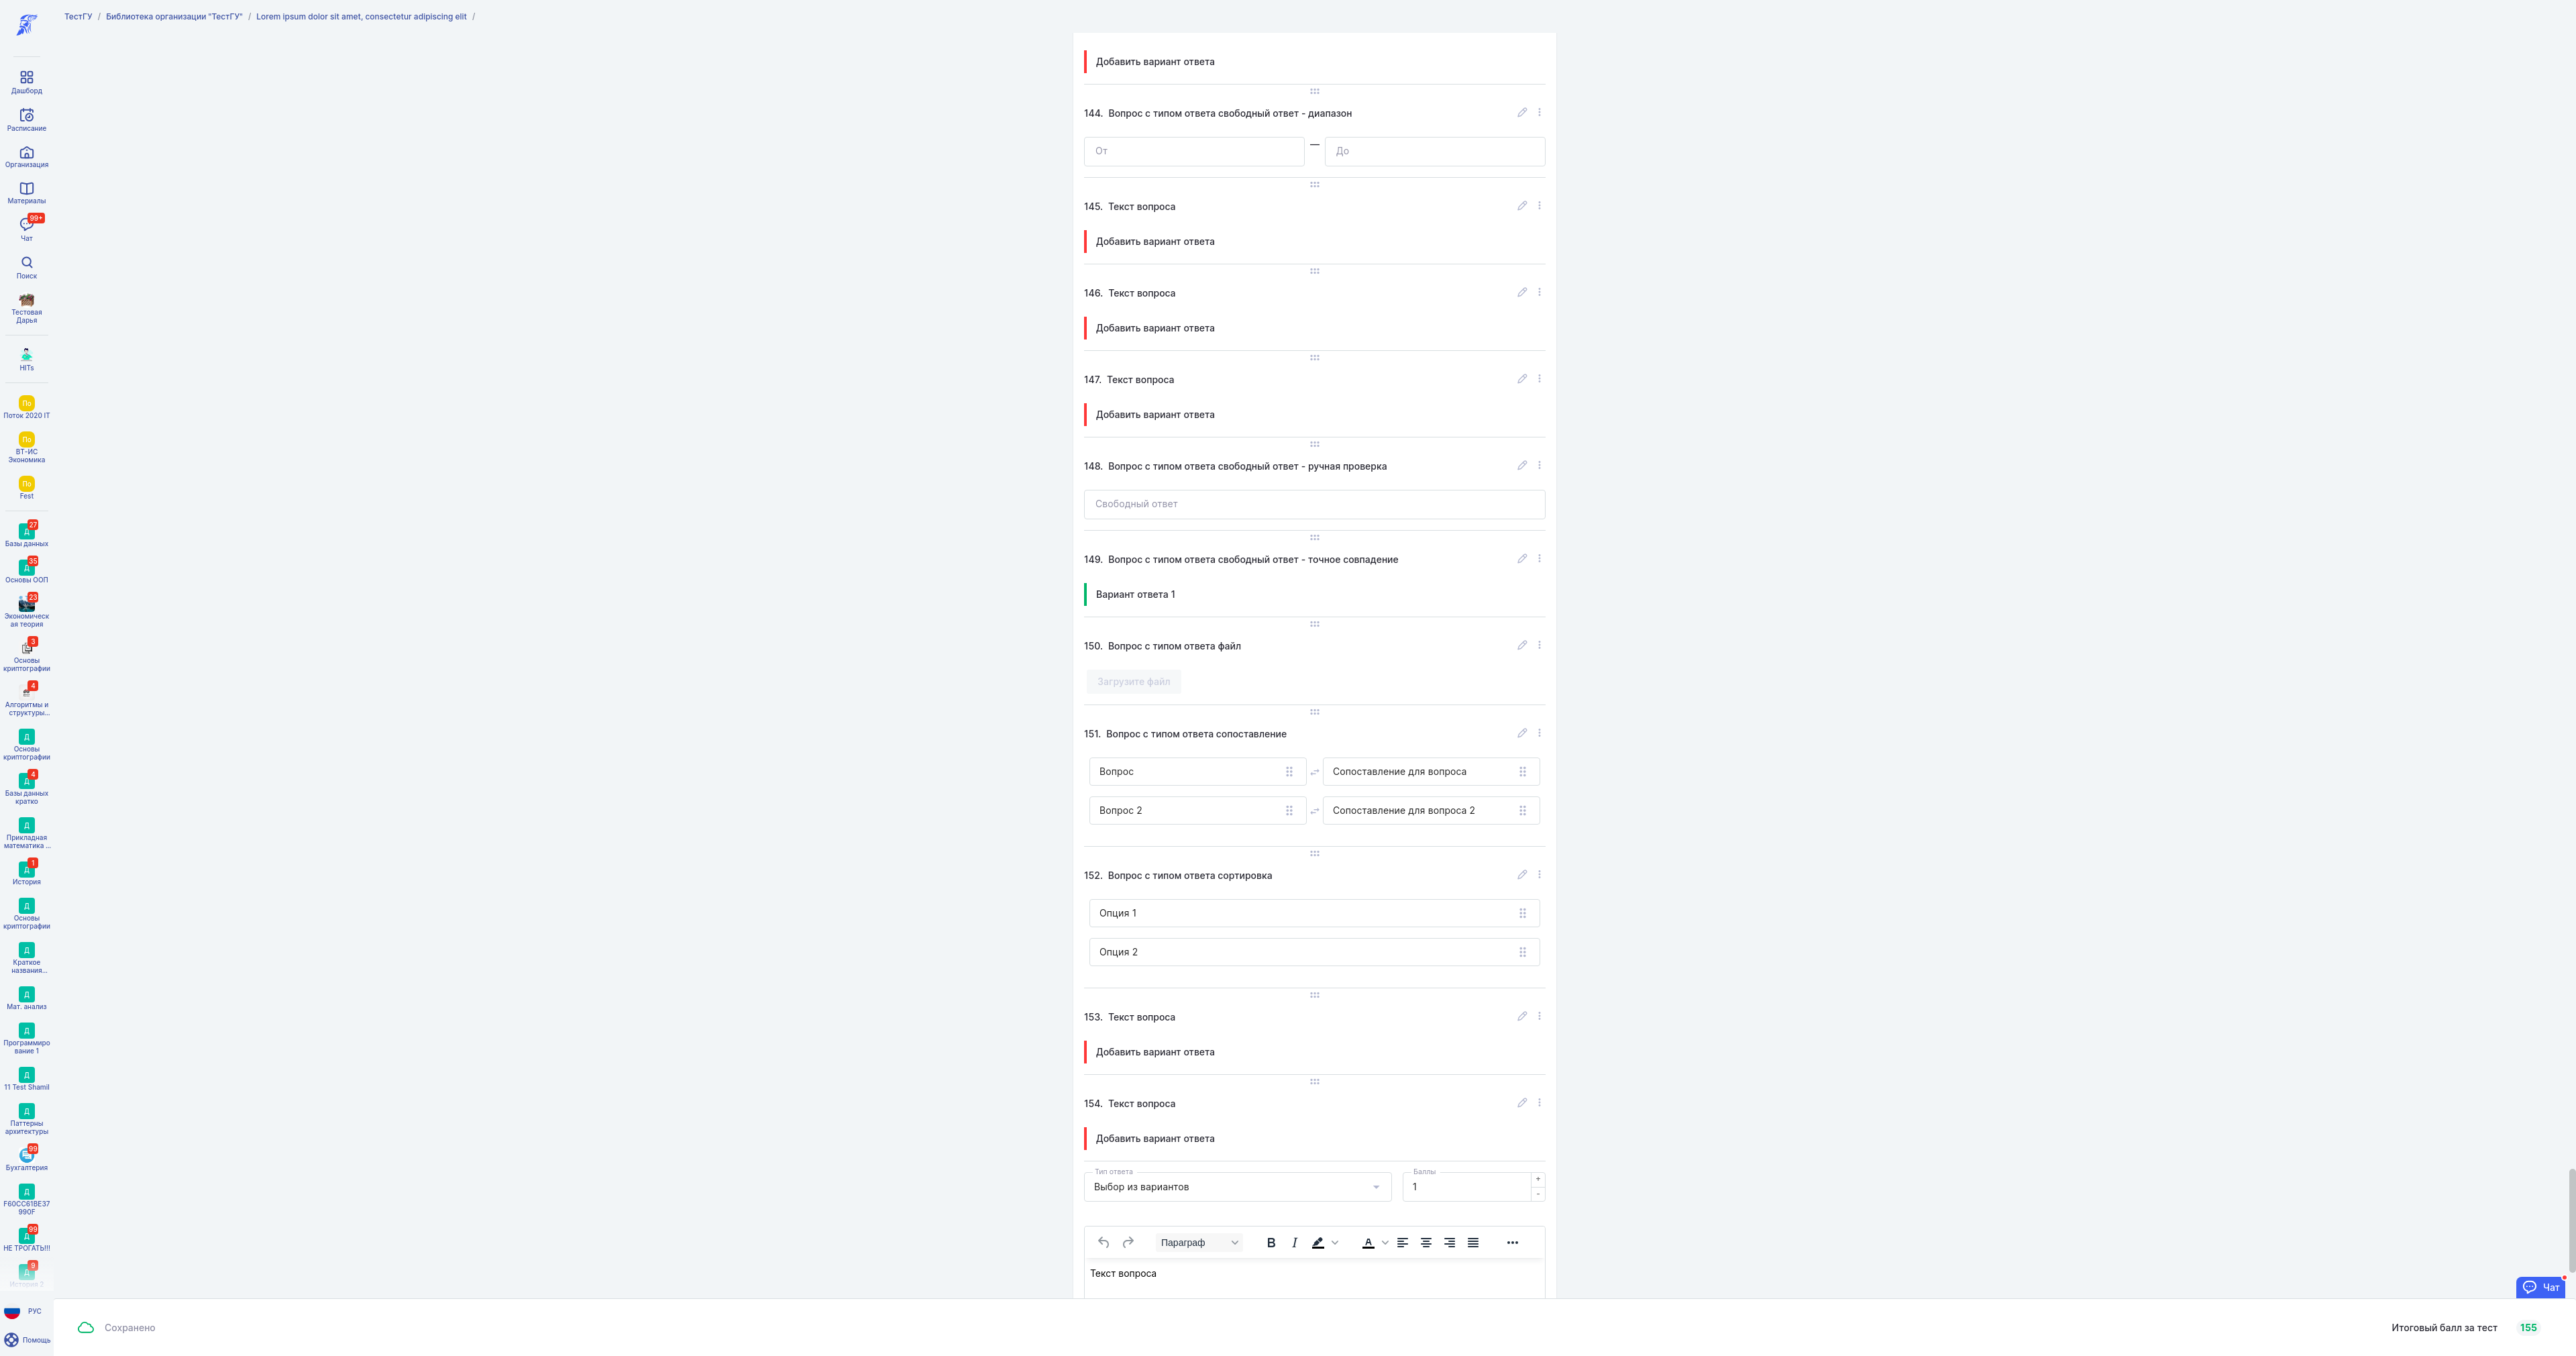 ТестГУ / Библиотека организации "ТестГУ" / Lorem ipsum dolor sit amet, consectetur adipiscing elit /
Дашборд
Расписание
Организация
Материалы
99+
Чат
Поиск
Тестовая
Дарья
HITs
По
Поток 2020 IT
По
ВТ-ИС
Экономика
По
Fest
27
Д
Базы данных
35
Д
Основы ООП
23
Экономическ
ая теория
3
Основы
криптографии
4
Алгоритмы и
структуры...
Д
Основы
криптографии
4
Д
Базы данных
кратко
Д
Прикладная
математика ...
1
Д
История
Д
Основы
криптографии
Д
Краткое
названия...
Д
Мат. анализ
Д
Программиро
вание 1
Д
11 Test Shamil
Д
Паттерны
архитектуры
99
Бухгалтерия
Д
F60CC61BE37
990F
99
Д
НЕ ТРОГАТЬ!!!
9
Д
История 2
РУС
Помощь
Добавить вариант ответа
144. Вопрос с типом ответа свободный ответ - диапазон
От — До
145. Текст вопроса
Добавить вариант ответа
146. Текст вопроса
Добавить вариант ответа
147. Текст вопроса
Добавить вариант ответа
148. Вопрос с типом ответа свободный ответ - ручная проверка
Свободный ответ
149. Вопрос с типом ответа свободный ответ - точное совпадение
Вариант ответа 1
150. Вопрос с типом ответа файл
Загрузите файл
151. Вопрос с типом ответа сопоставление
Вопрос Сопоставление для вопроса
Вопрос 2 Сопоставление для вопроса 2
152. Вопрос с типом ответа сортировка
Опция 1
Опция 2
153. Текст вопроса
Добавить вариант ответа
154. Текст вопроса
Добавить вариант ответа
Тип ответа Баллы
Выбор из вариантов 1 + -
Параграф B I A
Текст вопроса
Чат
Сохранено
Итоговый балл за тест 155